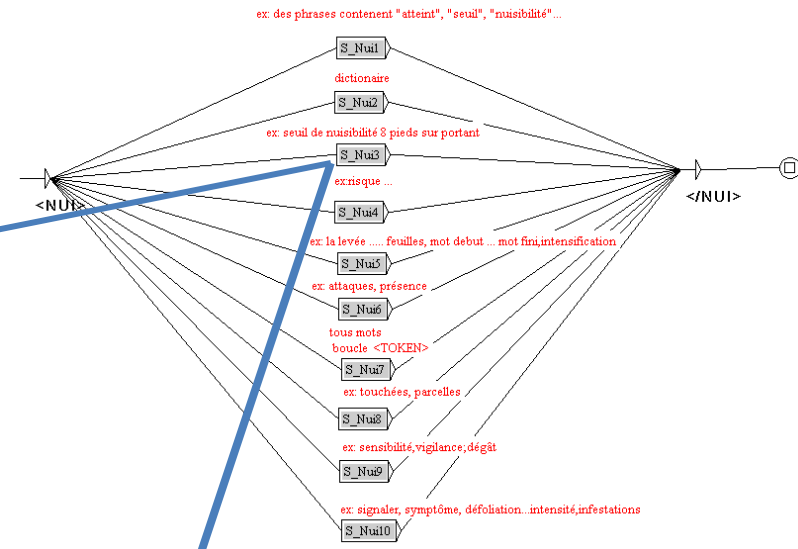 ex: des phrases contenent "atteint", "seuil", "nuisibilité"...
S_Nui1
dictionaire
S_Nui2
ex: seuil de nuisibilité 8 pieds sur portant
S_Nui3
ex:risque ...
<NUI>
</NUI>
S_Nui4
ex: la levée ..... feuilles, mot debut ... mot fini,intensification
S_Nui5
ex: attaques, présence
S_Nui6
tous mots
boucle <TOKEN>
S_Nui7
ex: touchées, parcelles
S_Nui8
ex: sensibilité,vigilance;dégât
S_Nui9
ex: signaler, symptôme, défoliation...intensité,infestations
S_Nui10